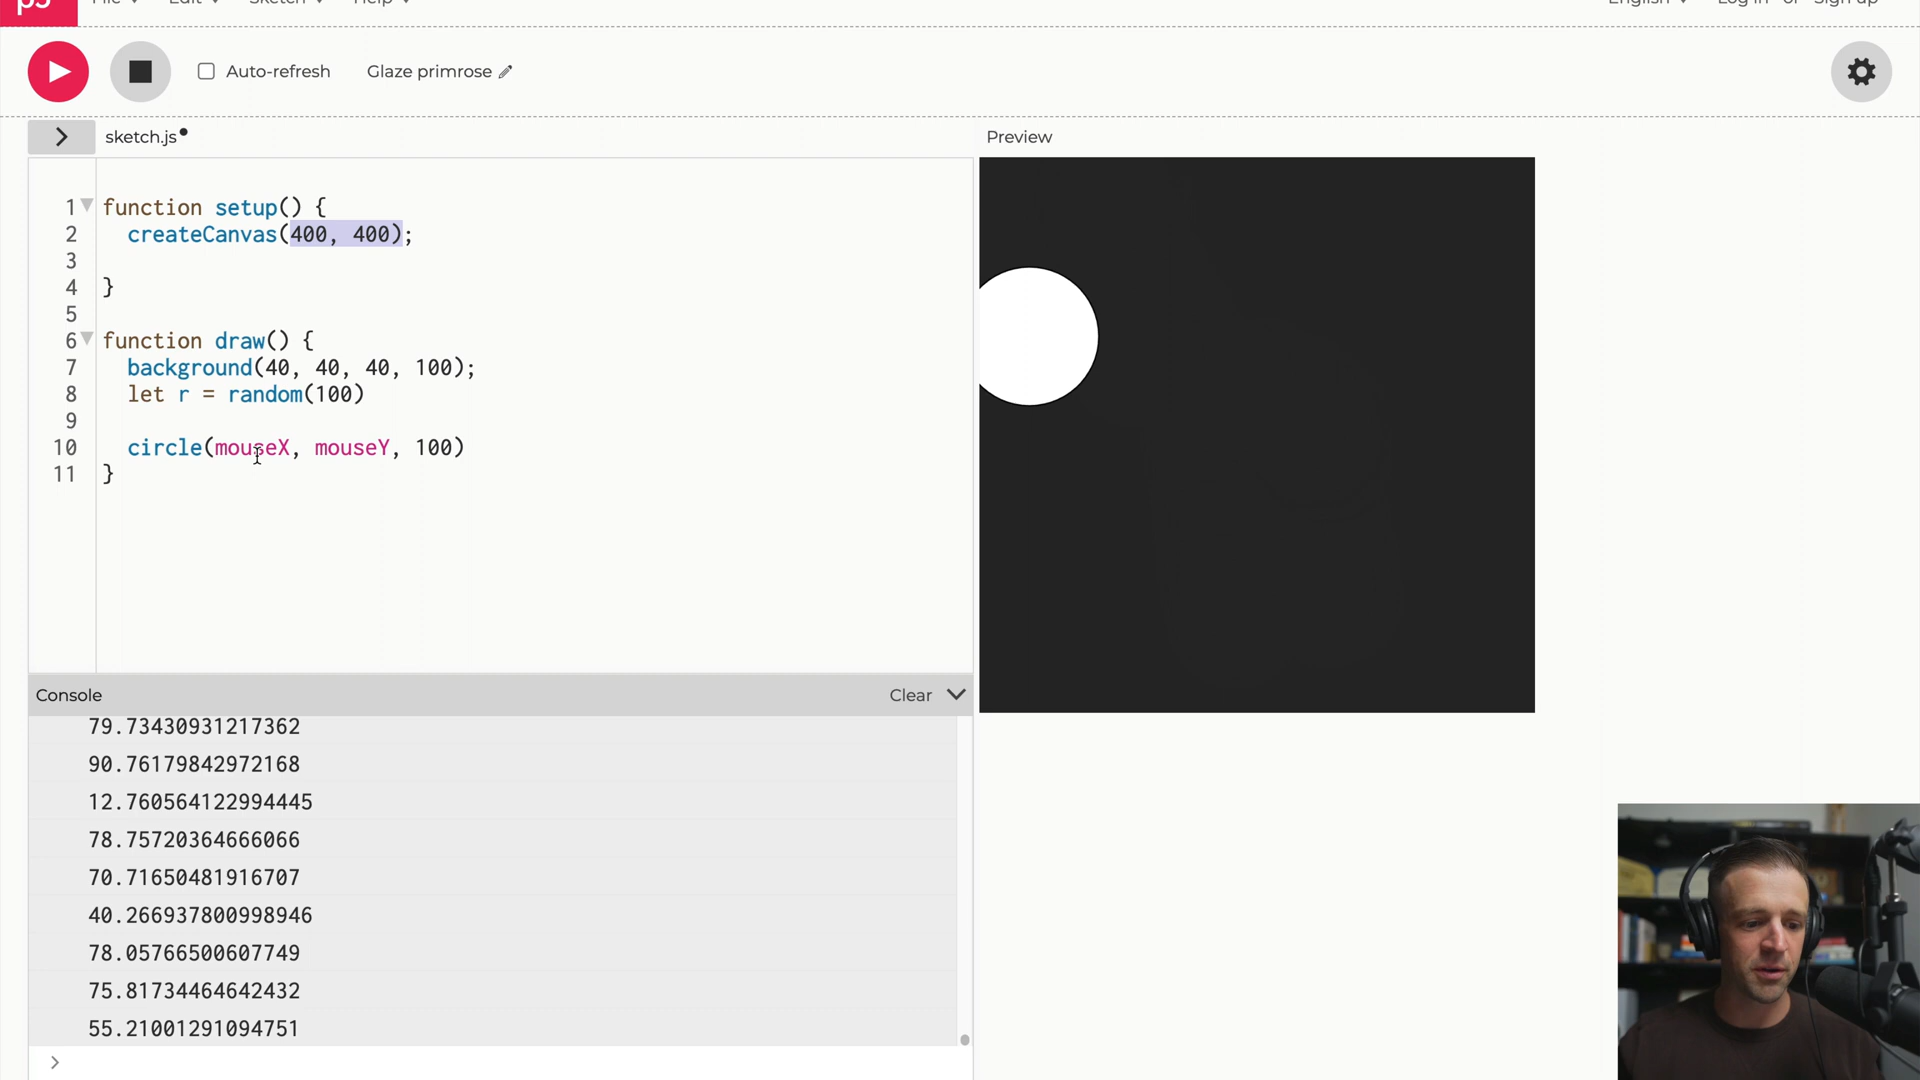 p5 File Edit Sketch Help English Log in or Sign up
Auto-refresh Glaze primrose
sketch.js Preview
1 function setup() {
2 createCanvas(400, 400);
3
4 }
5
6 function draw() {
7 background(40, 40, 40, 100);
8 let r = random(100)
9
10 circle(mouseX, mouseY, 100)
11 }
Console Clear
79.73430931217362
90.76179842972168
12.760564122994445
78.75720364666066
70.71650481916707
40.266937800998946
78.05766500607749
75.81734464642432
55.21001291094751
>